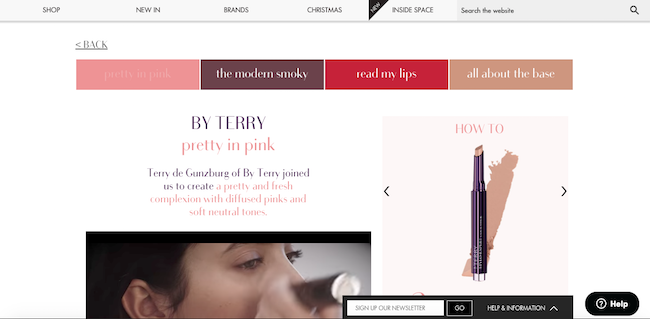 SHOP NEW IN BRANDS CHRISTMAS NEW INSIDE SPACE Search the website
< BACK
pretty in pink the modern smoky read my lips all about the base
BY TERRY
pretty in pink
Terry de Gunzburg of By Terry joined
us to create a pretty and fresh
complexion with diffused pinks and
soft neutral tones.
HOW TO
BY TERRY
SIGN UP OUR NEWSLETTER GO HELP & INFORMATION
Help